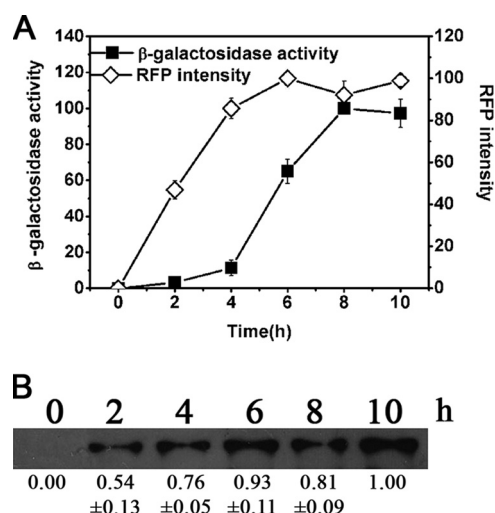 A
β-galactosidase activity
RFP intensity
140
120
100
80
60
40
20
0
β-galactosidase activity
120
100
80
60
40
20
0
RFP intensity
0 2 4 6 8 10
Time(h)
B
0 2 4 6 8 10 h
0.00 0.54 0.76 0.93 0.81 1.00
±0.13 ±0.05 ±0.11 ±0.09